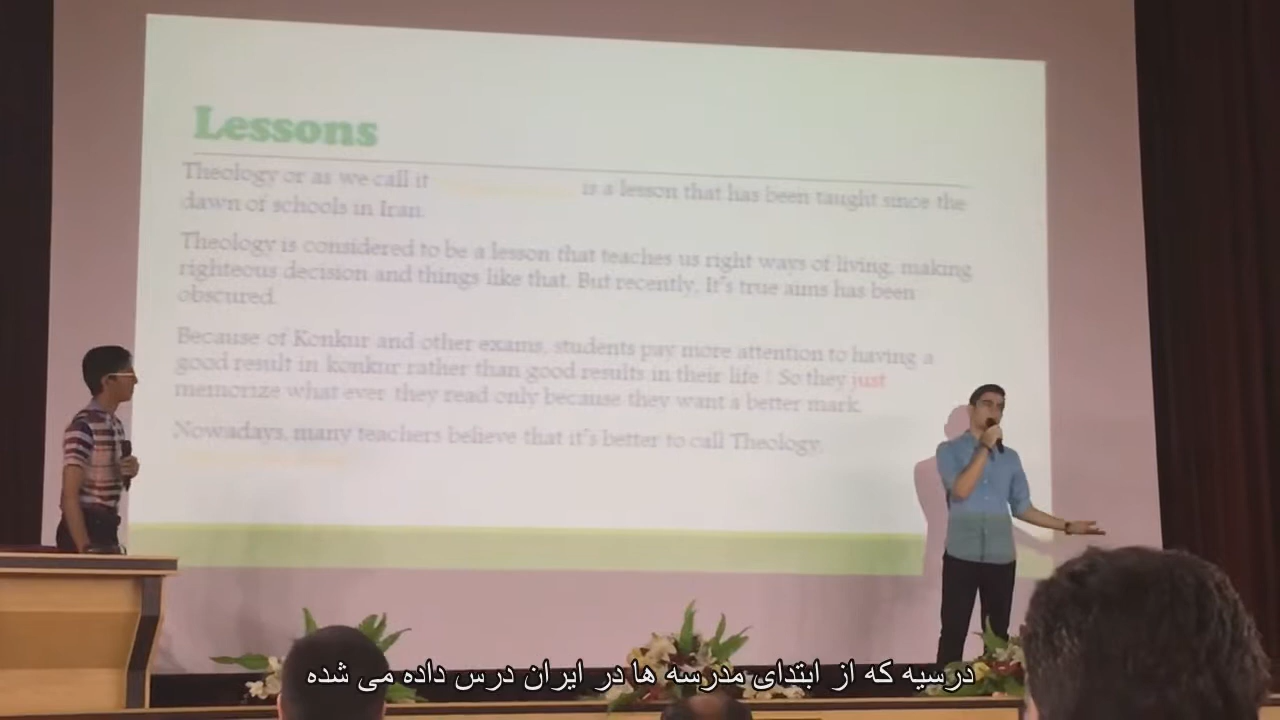 Lessons
Theology or as we call it is a lesson that has been taught since the
dawn of schools in Iran.
Theology is considered to be a lesson that teaches us right ways of living, making
righteous decision and things like that. But recently, It's true aims has been
obscured.
Because of Konkur and other exams, students pay more attention to having a
good result in konkur rather than good results in their life ! So they just
memorize what ever they read only because they want a better mark.
Nowadays, many teachers believe that it's better to call Theology,
درسیه که از ابتدای مدرسه ها در ایران درس داده می شده